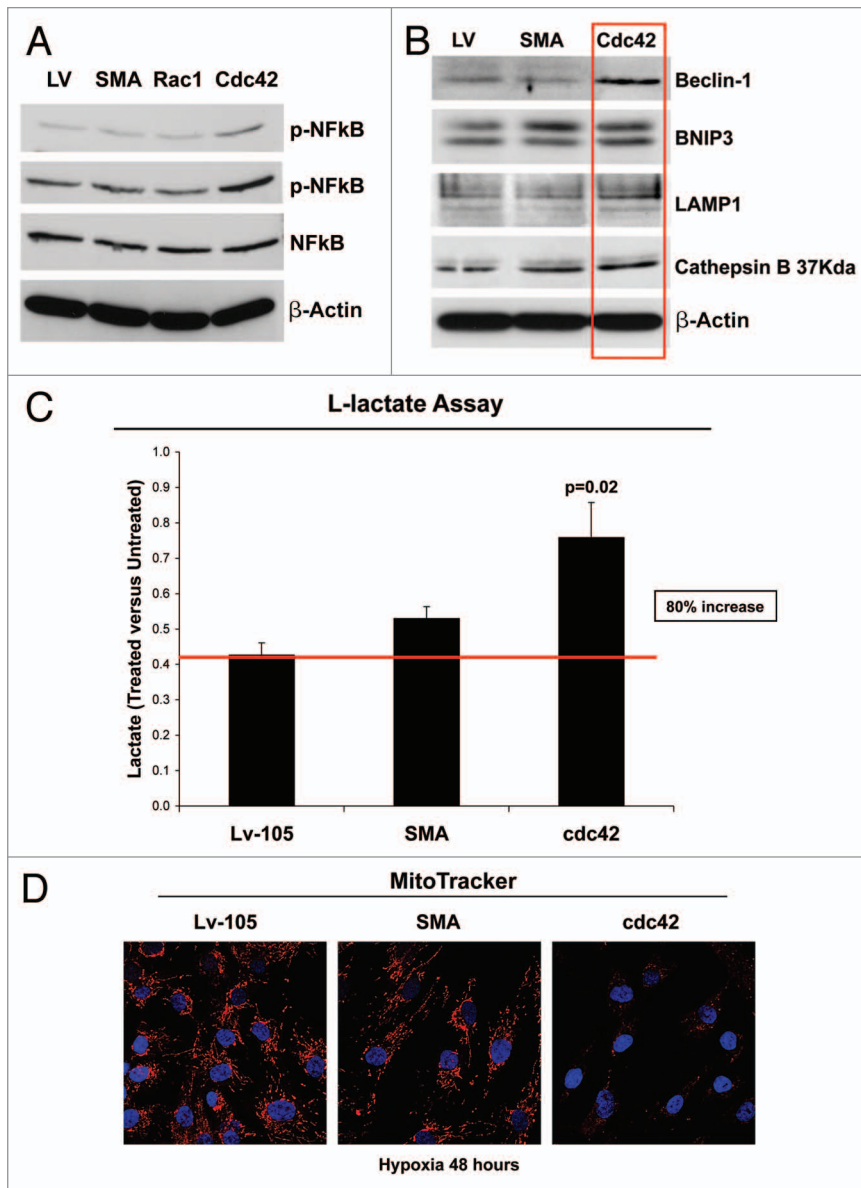 A
LV SMA Rac1 Cdc42
p-NFkB
p-NFkB
NFkB
β-Actin
B
LV SMA Cdc42
Beclin-1
BNIP3
LAMP1
Cathepsin B 37Kda
β-Actin
C
L-lactate Assay
Lactate (Treated versus Untreated)
1.0
0.9
0.8
0.7
0.6
0.5
0.4
0.3
0.2
0.1
0.0
p=0.02
80% increase
Lv-105 SMA cdc42
D
MitoTracker
Lv-105 SMA cdc42
Hypoxia 48 hours